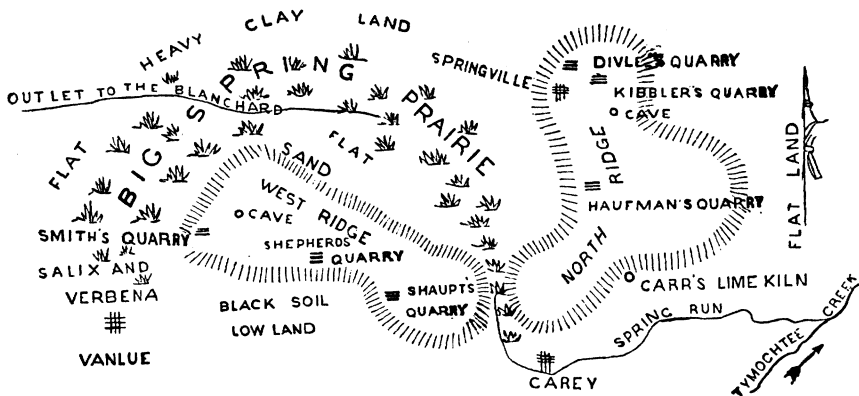 HEAVY CLAY LAND
OUTLET TO THE BLANCHARD
BIG SPRING PRAIRIE
FLAT
FLAT
SAND
WEST RIDGE
CAVE
SMITH'S QUARRY
SHEPHERDS
QUARRY
SALIX AND
VERBENA
VANLUE
BLACK SOIL
LOW LAND
SHAUPT'S
QUARRY
SPRINGVILLE
DIVLE'S QUARRY
KIBBLER'S QUARRY
CAVE
NORTH RIDGE
HAUFMAN'S QUARRY
FLAT LAND
CARR'S LIME KILN
SPRING RUN
CAREY
TYMOCHTEE CREEK